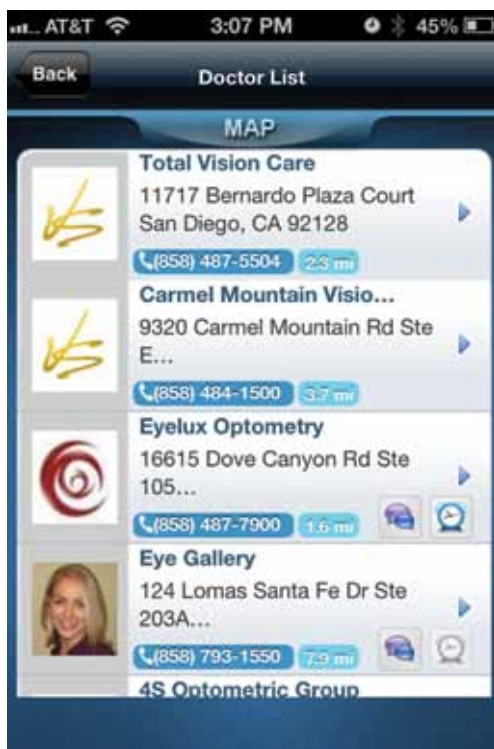 AT&T 3:07 PM 45%
Back Doctor List
MAP
Total Vision Care
11717 Bernardo Plaza Court
San Diego, CA 92128
(858) 487-5504 2.3 mi
Carmel Mountain Visio...
9320 Carmel Mountain Rd Ste
E...
(858) 484-1500 3.7 mi
Eyelux Optometry
16615 Dove Canyon Rd Ste
105...
(858) 487-7900 1.6 mi
Eye Gallery
124 Lomas Santa Fe Dr Ste
203A...
(858) 793-1550 7.9 mi
4S Optometric Group